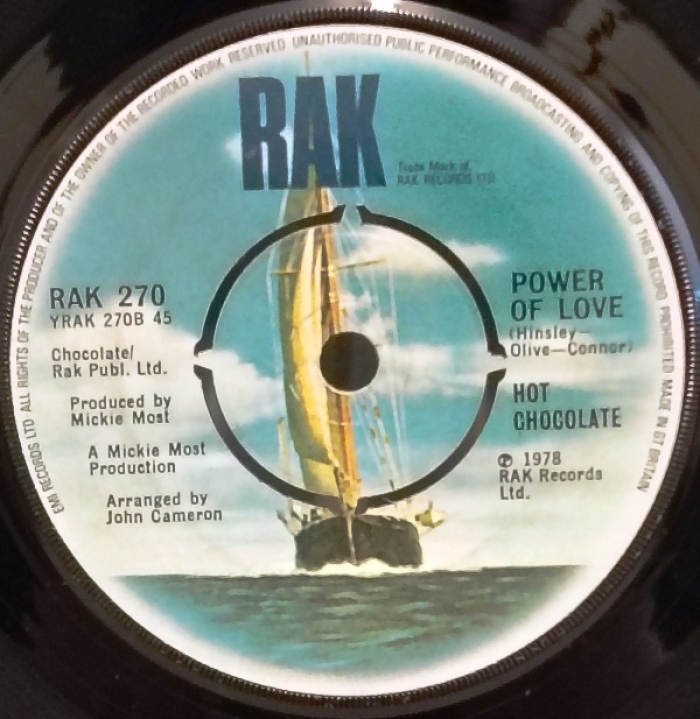 EMI RECORDS LTD ALL RIGHTS OF THE PRODUCER AND OF THE OWNER OF THE RECORDED WORK RESERVED UNAUTHORISED PUBLIC PERFORMANCE BROADCASTING AND COPYING OF THIS RECORD PROHIBITED MADE IN GT BRITAIN
RAK
Trade Mark of
RAK RECORDS LTD
RAK 270
YRAK 270B 45
Chocolate/
Rak Publ. Ltd.
Produced by
Mickie Most
A Mickie Most
Production
Arranged by
John Cameron
POWER
OF LOVE
(Hinsley—
Olive—Connor)
HOT
CHOCOLATE
℗ 1978
RAK Records
Ltd.